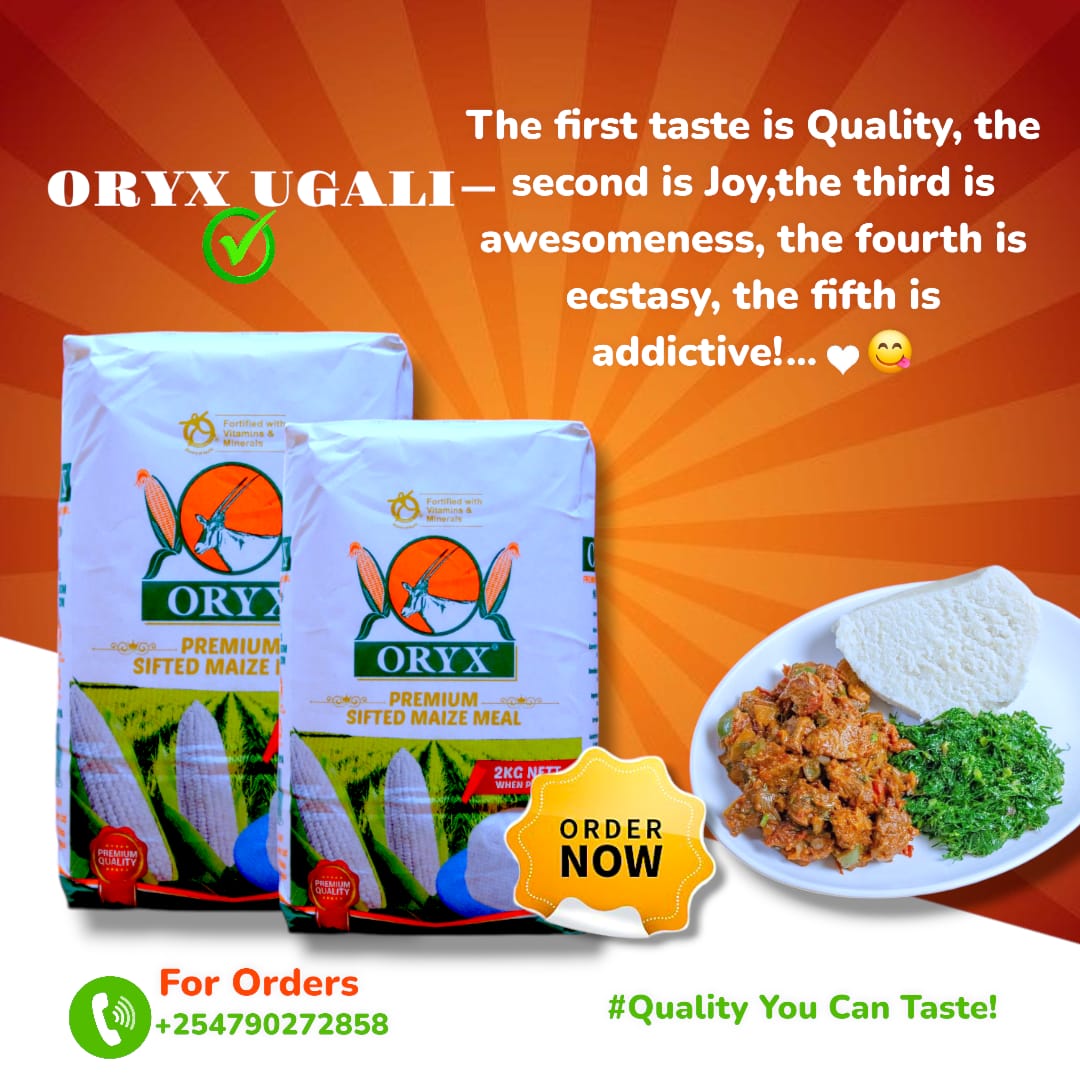 ORYX UGALI—
The first taste is Quality, the
second is Joy,the third is
awesomeness, the fourth is
ecstasy, the fifth is
addictive!... 🤍 😋
Fortified with
Vitamins &
Minerals
ORYX
PREMIUM
SIFTED MAIZE
PREMIUM
QUALITY
Fortified with
Vitamins &
Minerals
ORYX®
PREMIUM
SIFTED MAIZE MEAL
2KG NETT
WHEN P
PREMIUM
QUALITY
ORDER
NOW
For Orders
+254790272858
#Quality You Can Taste!